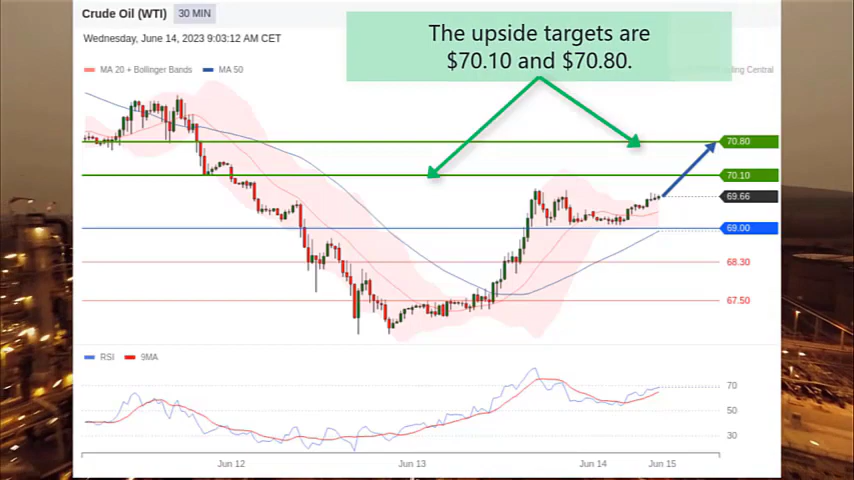 Crude Oil (WTI) 30 MIN
The upside targets are
$70.10 and $70.80.
Wednesday, June 14, 2023 9:03:12 AM CET
MA 20 + Bollinger Bands MA 50
Central
70.80
70.10
69.66
69.00
68.30
67.50
RSI 9MA
70
50
30
Jun 12 Jun 13 Jun 14 Jun 15